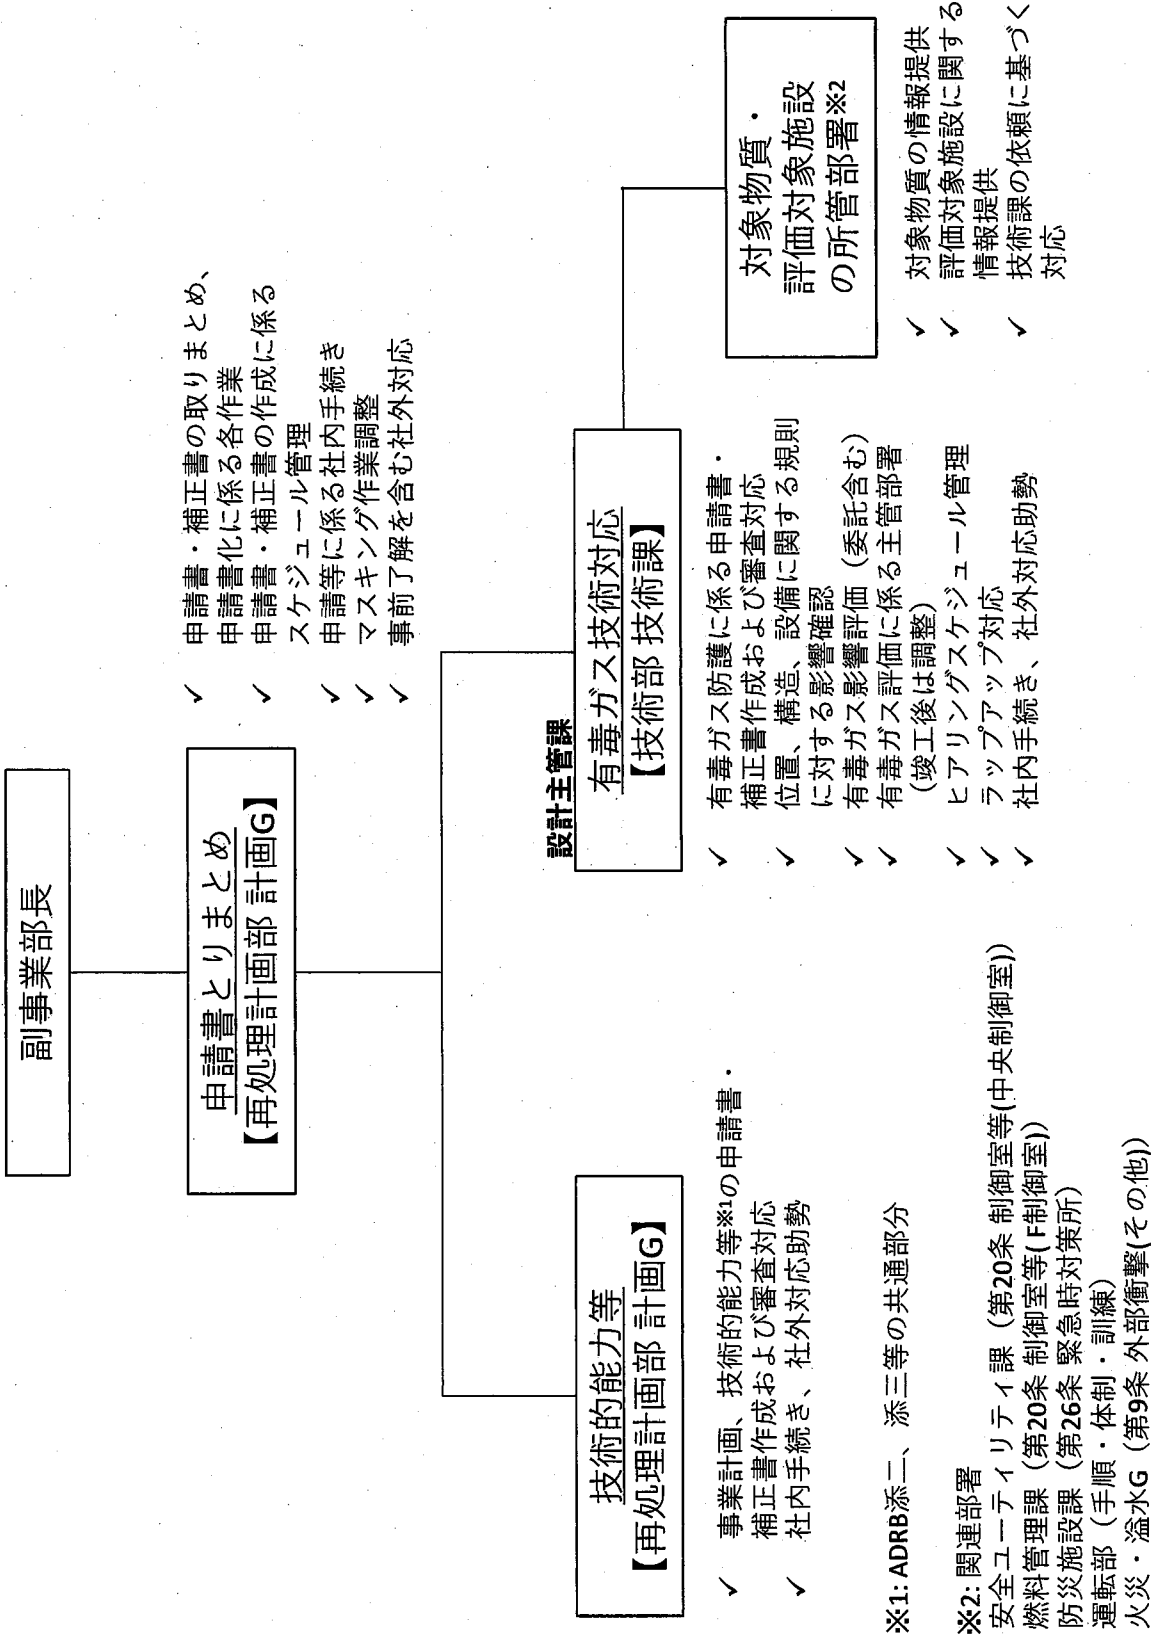 副事業部長
申請書とりまとめ
【再処理計画部 計画G】
✓ 申請書・補正書の取りまとめ、
申請書化に係る各作業
✓ 申請書・補正書の作成に係る
スケジュール管理
✓ 申請等に係る社内手続き
✓ マスキング作業調整
✓ 事前了解を含む社外対応
技術的能力等
【再処理計画部 計画G】
✓ 事業計画、技術的能力等※1の申請書・
補正書作成および審査対応
✓ 社内手続き、社外対応助勢
設計主管課
有毒ガス技術対応
【技術部 技術課】
✓ 有毒ガス防護に係る申請書・
補正書作成および審査対応
✓ 位置、構造、設備に関する規則
に対する影響確認
✓ 有毒ガス影響評価（委託含む）
✓ 有毒ガス評価に係る主管部署
（竣工後は調整）
✓ ヒアリングスケジュール管理
✓ ラップアップ対応
✓ 社内手続き、社外対応助勢
対象物質・
評価対象施設
の所管部署※2
✓ 対象物質の情報提供
✓ 評価対象施設に関する
情報提供
✓ 技術課の依頼に基づく
対応
※1: ADRB添二、添三等の共通部分
※2: 関連部署
安全ユーティリティ課（第20条 制御室等(中央制御室)）
燃料管理課（第20条 制御室等( F制御室)）
防災施設課（第26条 緊急時対策所）
運転部（手順・体制・訓練）
火災・溢水G（第9条 外部衝撃(その他)）